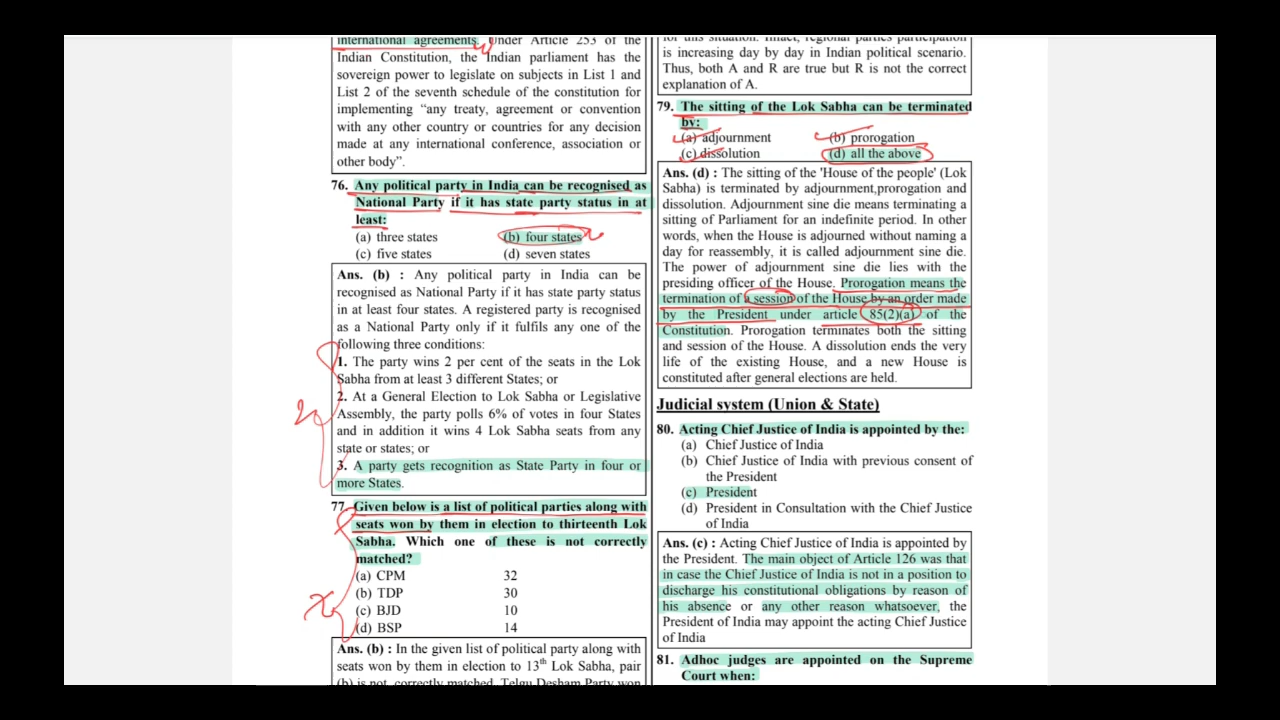 international agreements. Under Article 253 of the
Indian Constitution, the Indian parliament has the
sovereign power to legislate on subjects in List 1 and
List 2 of the seventh schedule of the constitution for
implementing “any treaty, agreement or convention
with any other country or countries for any decision
made at any international conference, association or
other body”.
76. Any political party in India can be recognised as
National Party if it has state party status in at
least:
(a) three states (b) four states
(c) five states (d) seven states
Ans. (b) : Any political party in India can be
recognised as National Party if it has state party status
in at least four states. A registered party is recognised
as a National Party only if it fulfils any one of the
following three conditions:
1. The party wins 2 per cent of the seats in the Lok
Sabha from at least 3 different States; or
2. At a General Election to Lok Sabha or Legislative
Assembly, the party polls 6% of votes in four States
and in addition it wins 4 Lok Sabha seats from any
state or states; or
3. A party gets recognition as State Party in four or
more States.
77. Given below is a list of political parties along with
seats won by them in election to thirteenth Lok
Sabha. Which one of these is not correctly
matched?
(a) CPM 32
(b) TDP 30
(c) BJD 10
(d) BSP 14
Ans. (b) : In the given list of political party along with
seats won by them in election to 13th Lok Sabha, pair
(b) is not correctly matched. Telgu Desham Party won
for this situation. Infact, regional parties participation
is increasing day by day in Indian political scenario.
Thus, both A and R are true but R is not the correct
explanation of A.
79. The sitting of the Lok Sabha can be terminated
by:
(a) adjournment (b) prorogation
(c) dissolution (d) all the above
Ans. (d) : The sitting of the 'House of the people' (Lok
Sabha) is terminated by adjournment,prorogation and
dissolution. Adjournment sine die means terminating a
sitting of Parliament for an indefinite period. In other
words, when the House is adjourned without naming a
day for reassembly, it is called adjournment sine die.
The power of adjournment sine die lies with the
presiding officer of the House. Prorogation means the
termination of a session of the House by an order made
by the President under article 85(2)(a) of the
Constitution. Prorogation terminates both the sitting
and session of the House. A dissolution ends the very
life of the existing House, and a new House is
constituted after general elections are held.
Judicial system (Union & State)
80. Acting Chief Justice of India is appointed by the:
(a) Chief Justice of India
(b) Chief Justice of India with previous consent of
the President
(c) President
(d) President in Consultation with the Chief Justice
of India
Ans. (c) : Acting Chief Justice of India is appointed by
the President. The main object of Article 126 was that
in case the Chief Justice of India is not in a position to
discharge his constitutional obligations by reason of
his absence or any other reason whatsoever, the
President of India may appoint the acting Chief Justice
of India
81. Adhoc judges are appointed on the Supreme
Court when: